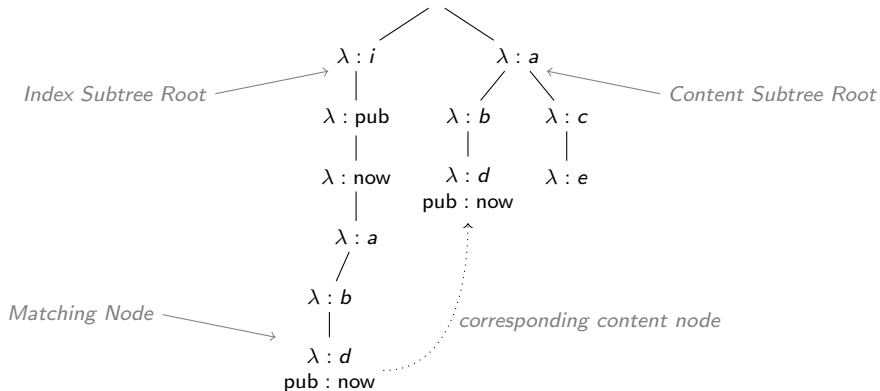 λ : i
λ : a
Index Subtree Root
Content Subtree Root
λ : pub
λ : b
λ : c
λ : now
λ : d
pub : now
λ : e
λ : a
λ : b
Matching Node
corresponding content node
λ : d
pub : now